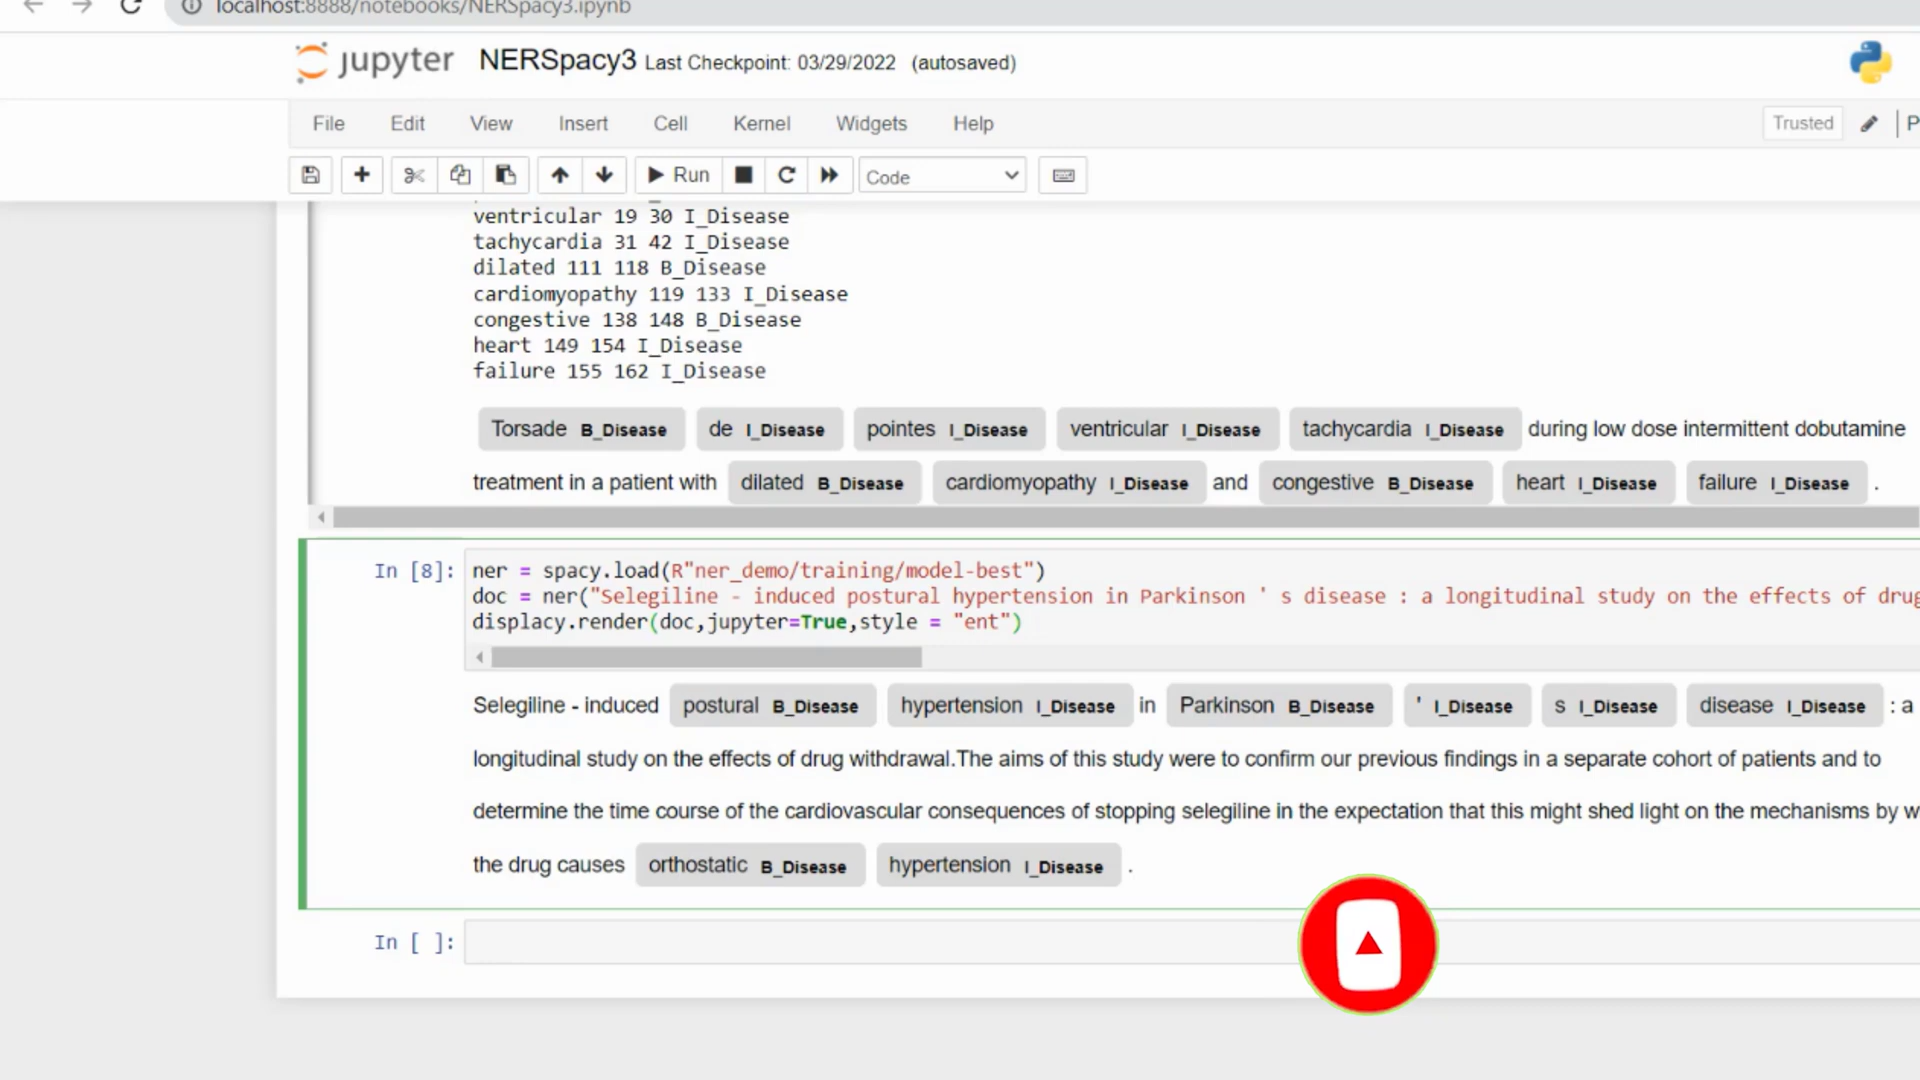 localhost:8888/notebooks/NERSpacy3.ipynb
jupyter NERSpacy3 Last Checkpoint: 03/29/2022 (autosaved)
File Edit View Insert Cell Kernel Widgets Help Trusted P
Run Code
ventricular 19 30 I_Disease
tachycardia 31 42 I_Disease
dilated 111 118 B_Disease
cardiomyopathy 119 133 I_Disease
congestive 138 148 B_Disease
heart 149 154 I_Disease
failure 155 162 I_Disease
Torsade B_Disease de I_Disease pointes I_Disease ventricular I_Disease tachycardia I_Disease during low dose intermittent dobutamine
treatment in a patient with dilated B_Disease cardiomyopathy I_Disease and congestive B_Disease heart I_Disease failure I_Disease .
In [8]: ner = spacy.load(R"ner_demo/training/model-best")
doc = ner("Selegiline - induced postural hypertension in Parkinson ' s disease : a longitudinal study on the effects of drug
displacy.render(doc,jupyter=True,style = "ent")
Selegiline - induced postural B_Disease hypertension I_Disease in Parkinson B_Disease ' I_Disease s I_Disease disease I_Disease : a
longitudinal study on the effects of drug withdrawal.The aims of this study were to confirm our previous findings in a separate cohort of patients and to
determine the time course of the cardiovascular consequences of stopping selegiline in the expectation that this might shed light on the mechanisms by w
the drug causes orthostatic B_Disease hypertension I_Disease .
In [ ]: